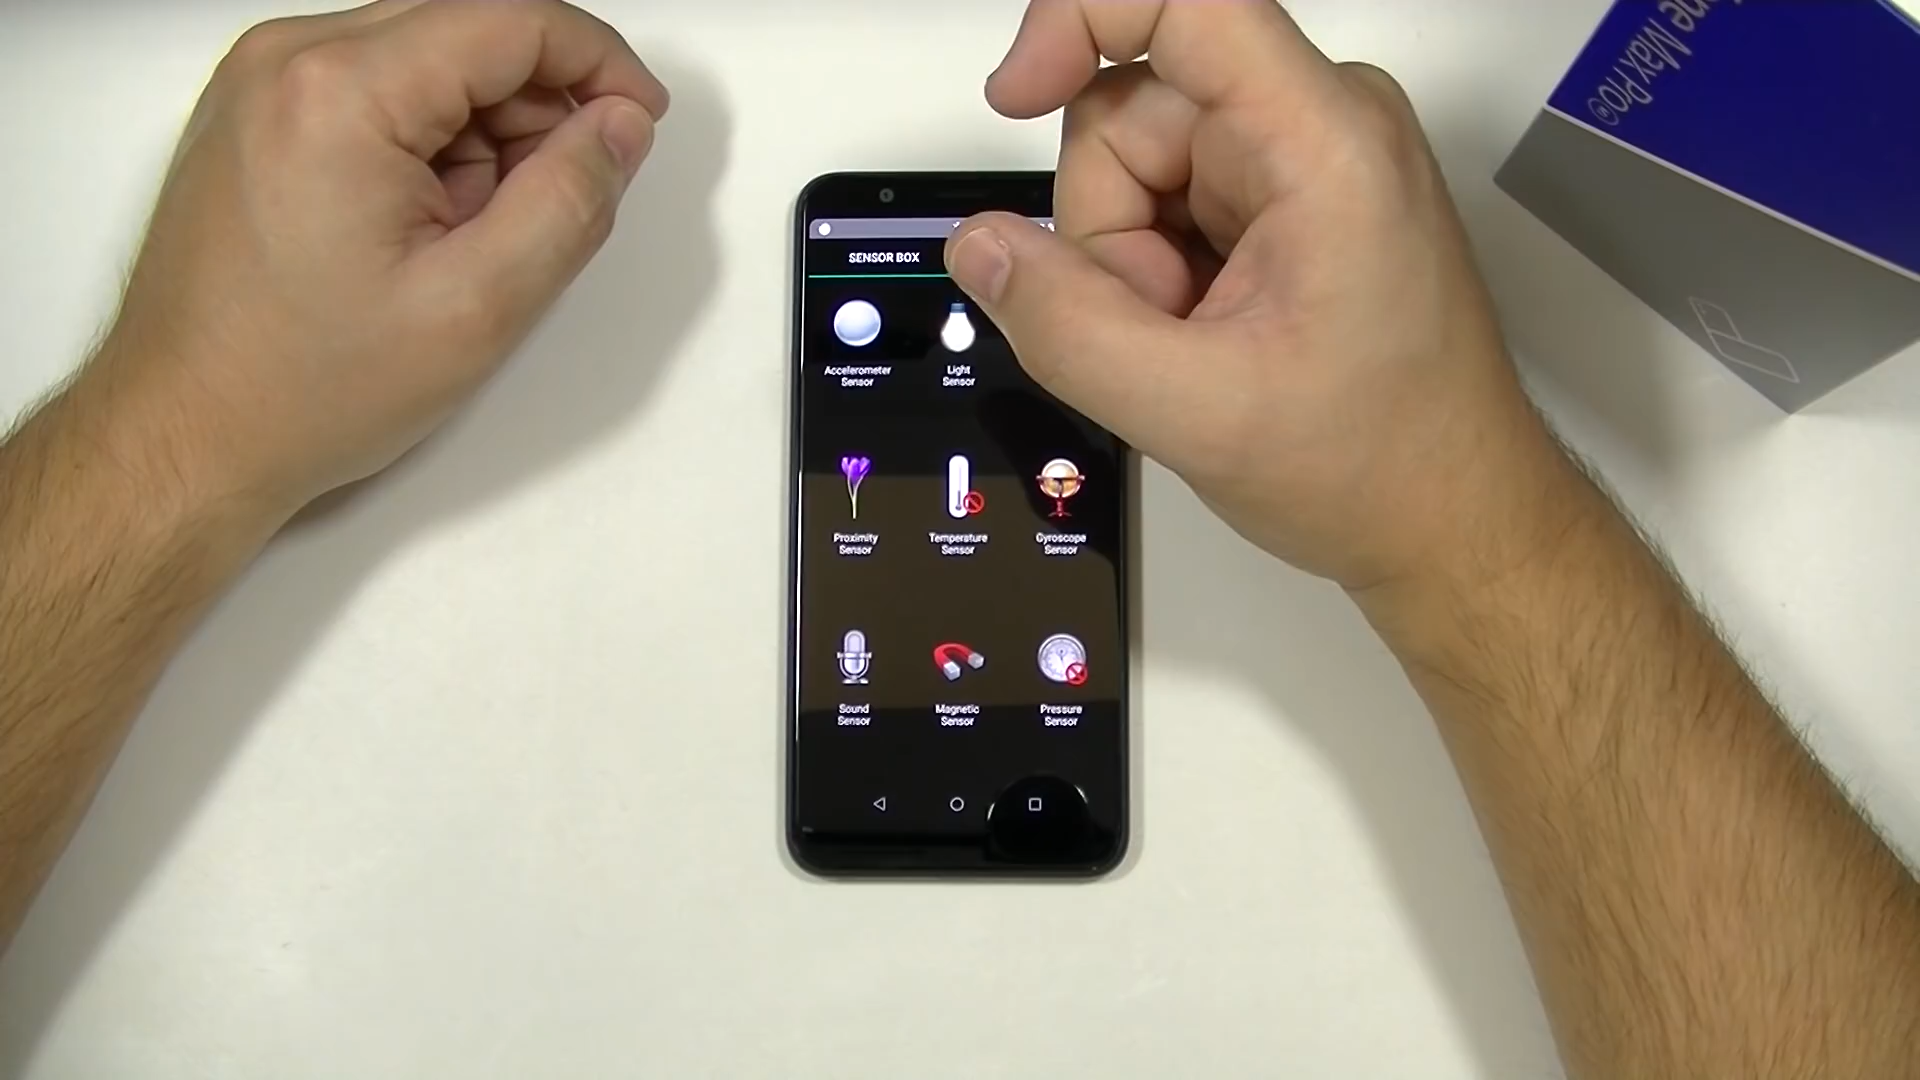 SENSOR BOX
Accelerometer
Sensor
Light
Sensor
Proximity
Sensor
Temperature
Sensor
Gyroscope
Sensor
Sound
Sensor
Magnetic
Sensor
Pressure
Sensor
Max Pro